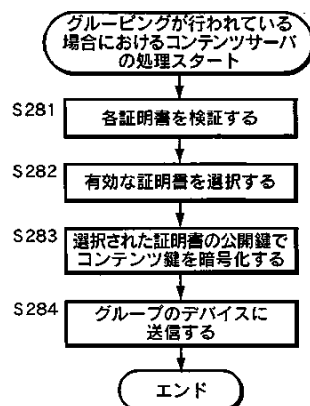 グルーピングが行われている
場合におけるコンテンツサーバ
の処理スタート
S281
各証明書を検証する
S282
有効な証明書を選択する
S283
選択された証明書の公開鍵で
コンテンツ鍵を暗号化する
S284
グループのデバイスに
送信する
エンド